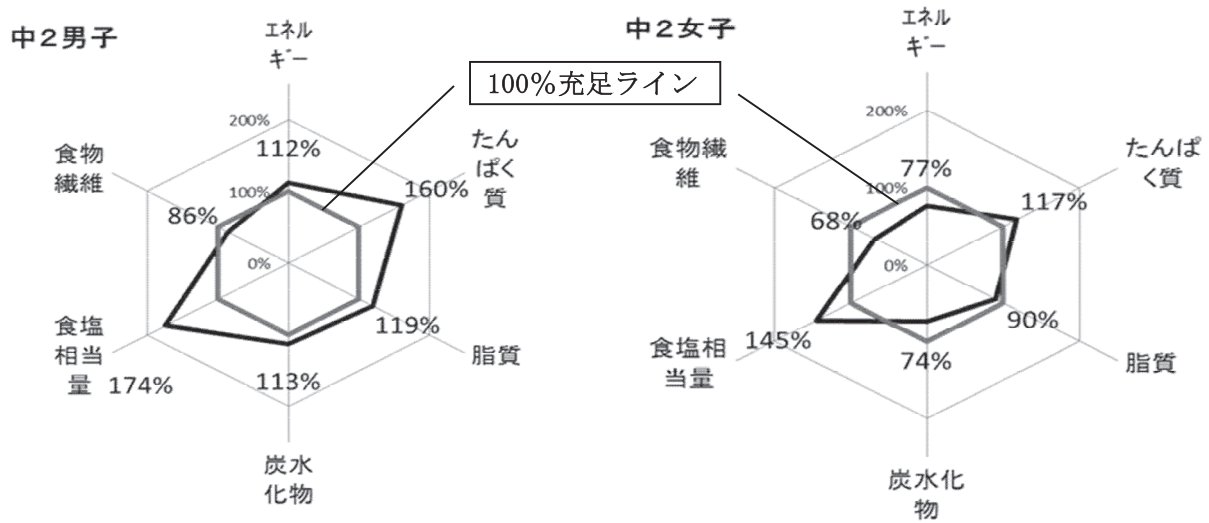 中2男子
エネル
ギー
200%
112%
たん
ぱく
質
160%
食物
繊維
100%
86%
0%
119%
脂質
食塩
相当
量
174%
113%
炭水
化物
100%充足ライン
中2女子
エネル
ギー
200%
77%
たんぱ
く質
117%
食物繊
維
100%
68%
0%
90%
脂質
食塩相
当量
145%
74%
炭水化
物